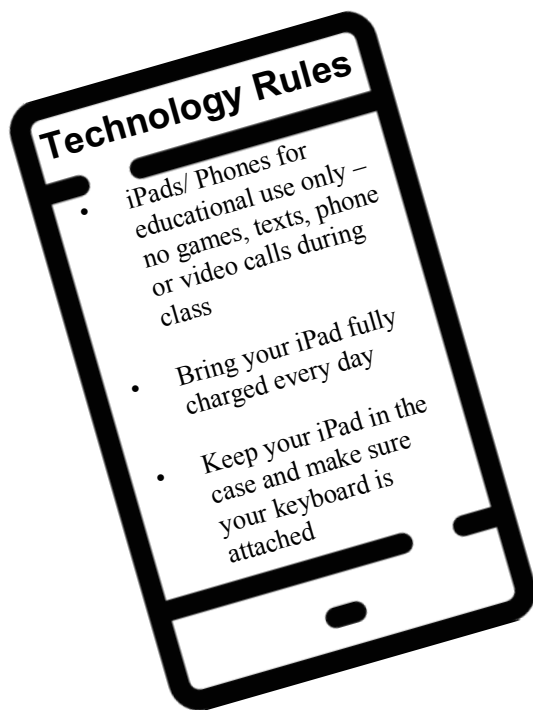 Technology Rules
• iPads/ Phones for
educational use only –
no games, texts, phone
or video calls during
class
• Bring your iPad fully
charged every day
• Keep your iPad in the
case and make sure
your keyboard is
attached